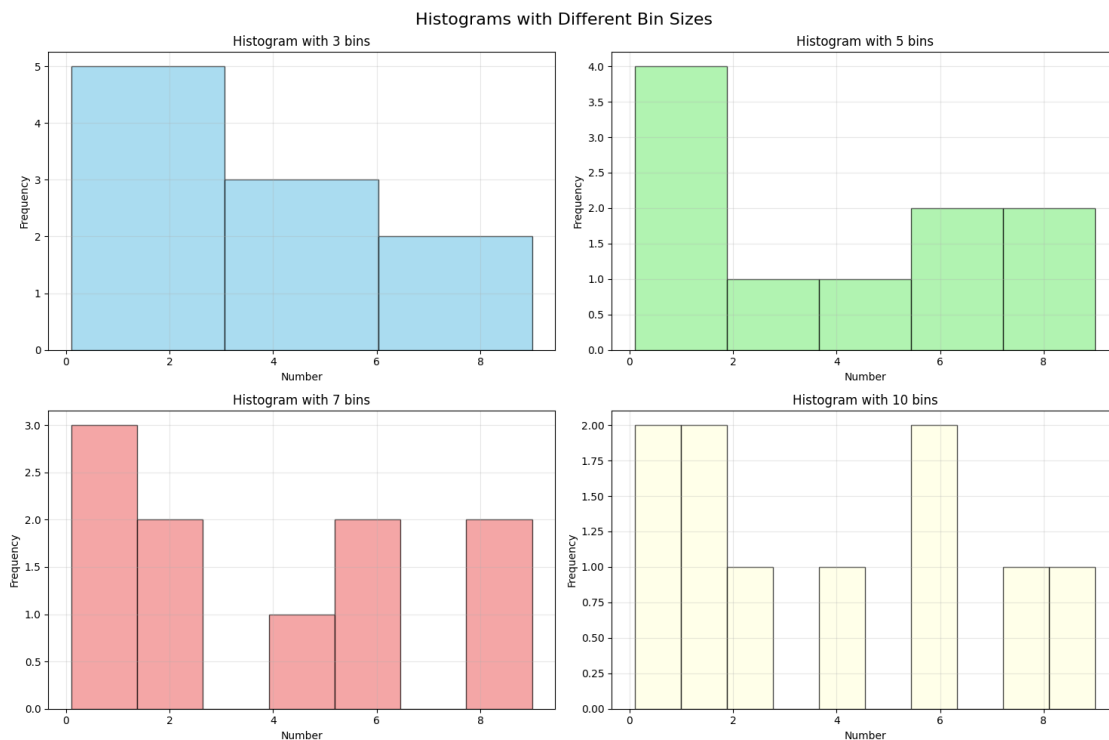 Histograms with Different Bin Sizes
Histogram with 3 bins
5
4
3
2
1
0
Frequency
0 2 4 6 8
Number
Histogram with 5 bins
4.0
3.5
3.0
2.5
2.0
1.5
1.0
0.5
0.0
Frequency
0 2 4 6 8
Number
Histogram with 7 bins
3.0
2.5
2.0
1.5
1.0
0.5
0.0
Frequency
0 2 4 6 8
Number
Histogram with 10 bins
2.00
1.75
1.50
1.25
1.00
0.75
0.50
0.25
0.00
Frequency
0 2 4 6 8
Number